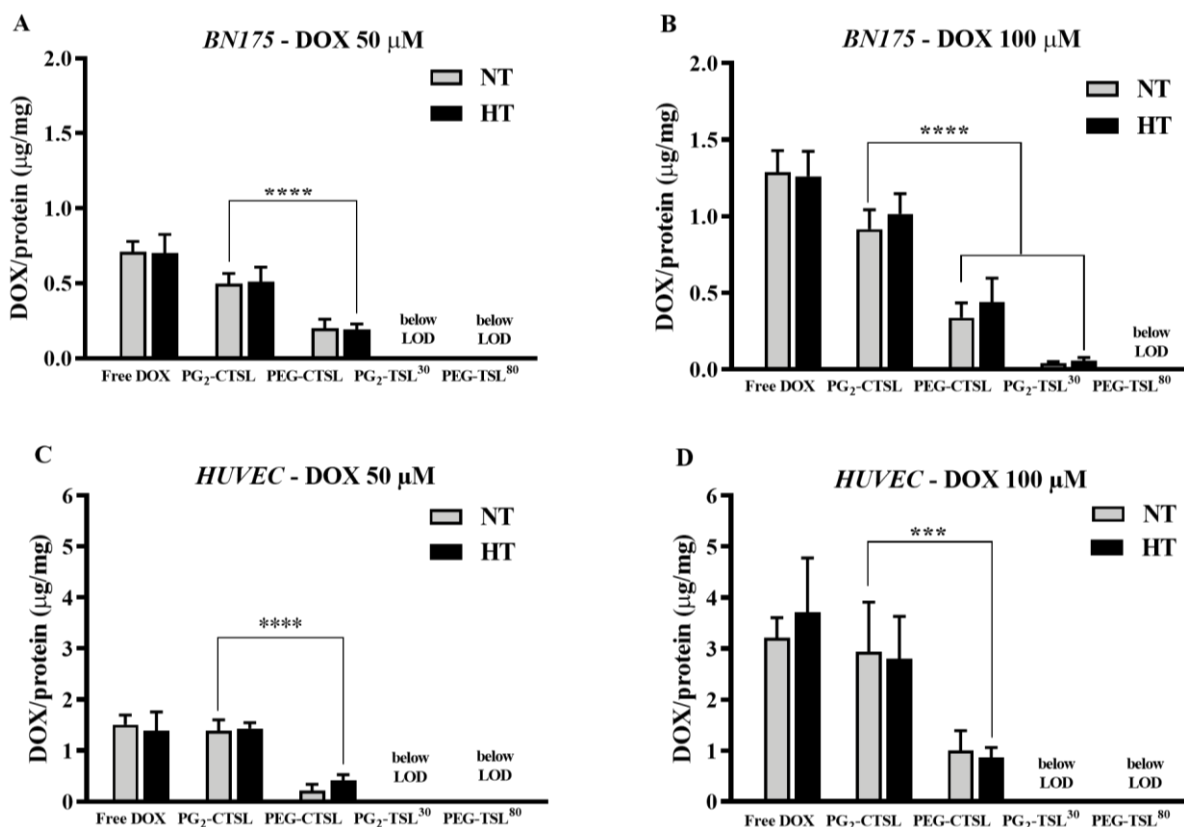 A
BN175 - DOX 50 μM
2.0
1.5
1.0
0.5
0.0
DOX/protein (μg/mg)
NT
HT
****
below
LOD
below
LOD
Free DOX PG₂-CTSL PEG-CTSL PG₂-TSL³⁰ PEG-TSL⁸⁰
B
BN175 - DOX 100 μM
2.0
1.5
1.0
0.5
0.0
DOX/protein (μg/mg)
NT
HT
****
below
LOD
Free DOX PG₂-CTSL PEG-CTSL PG₂-TSL³⁰ PEG-TSL⁸⁰
C
HUVEC - DOX 50 μM
6
5
4
3
2
1
0
DOX/protein (μg/mg)
NT
HT
****
below
LOD
below
LOD
Free DOX PG₂-CTSL PEG-CTSL PG₂-TSL³⁰ PEG-TSL⁸⁰
D
HUVEC - DOX 100 μM
6
5
4
3
2
1
0
DOX/protein (μg/mg)
NT
HT
***
below
LOD
below
LOD
Free DOX PG₂-CTSL PEG-CTSL PG₂-TSL³⁰ PEG-TSL⁸⁰